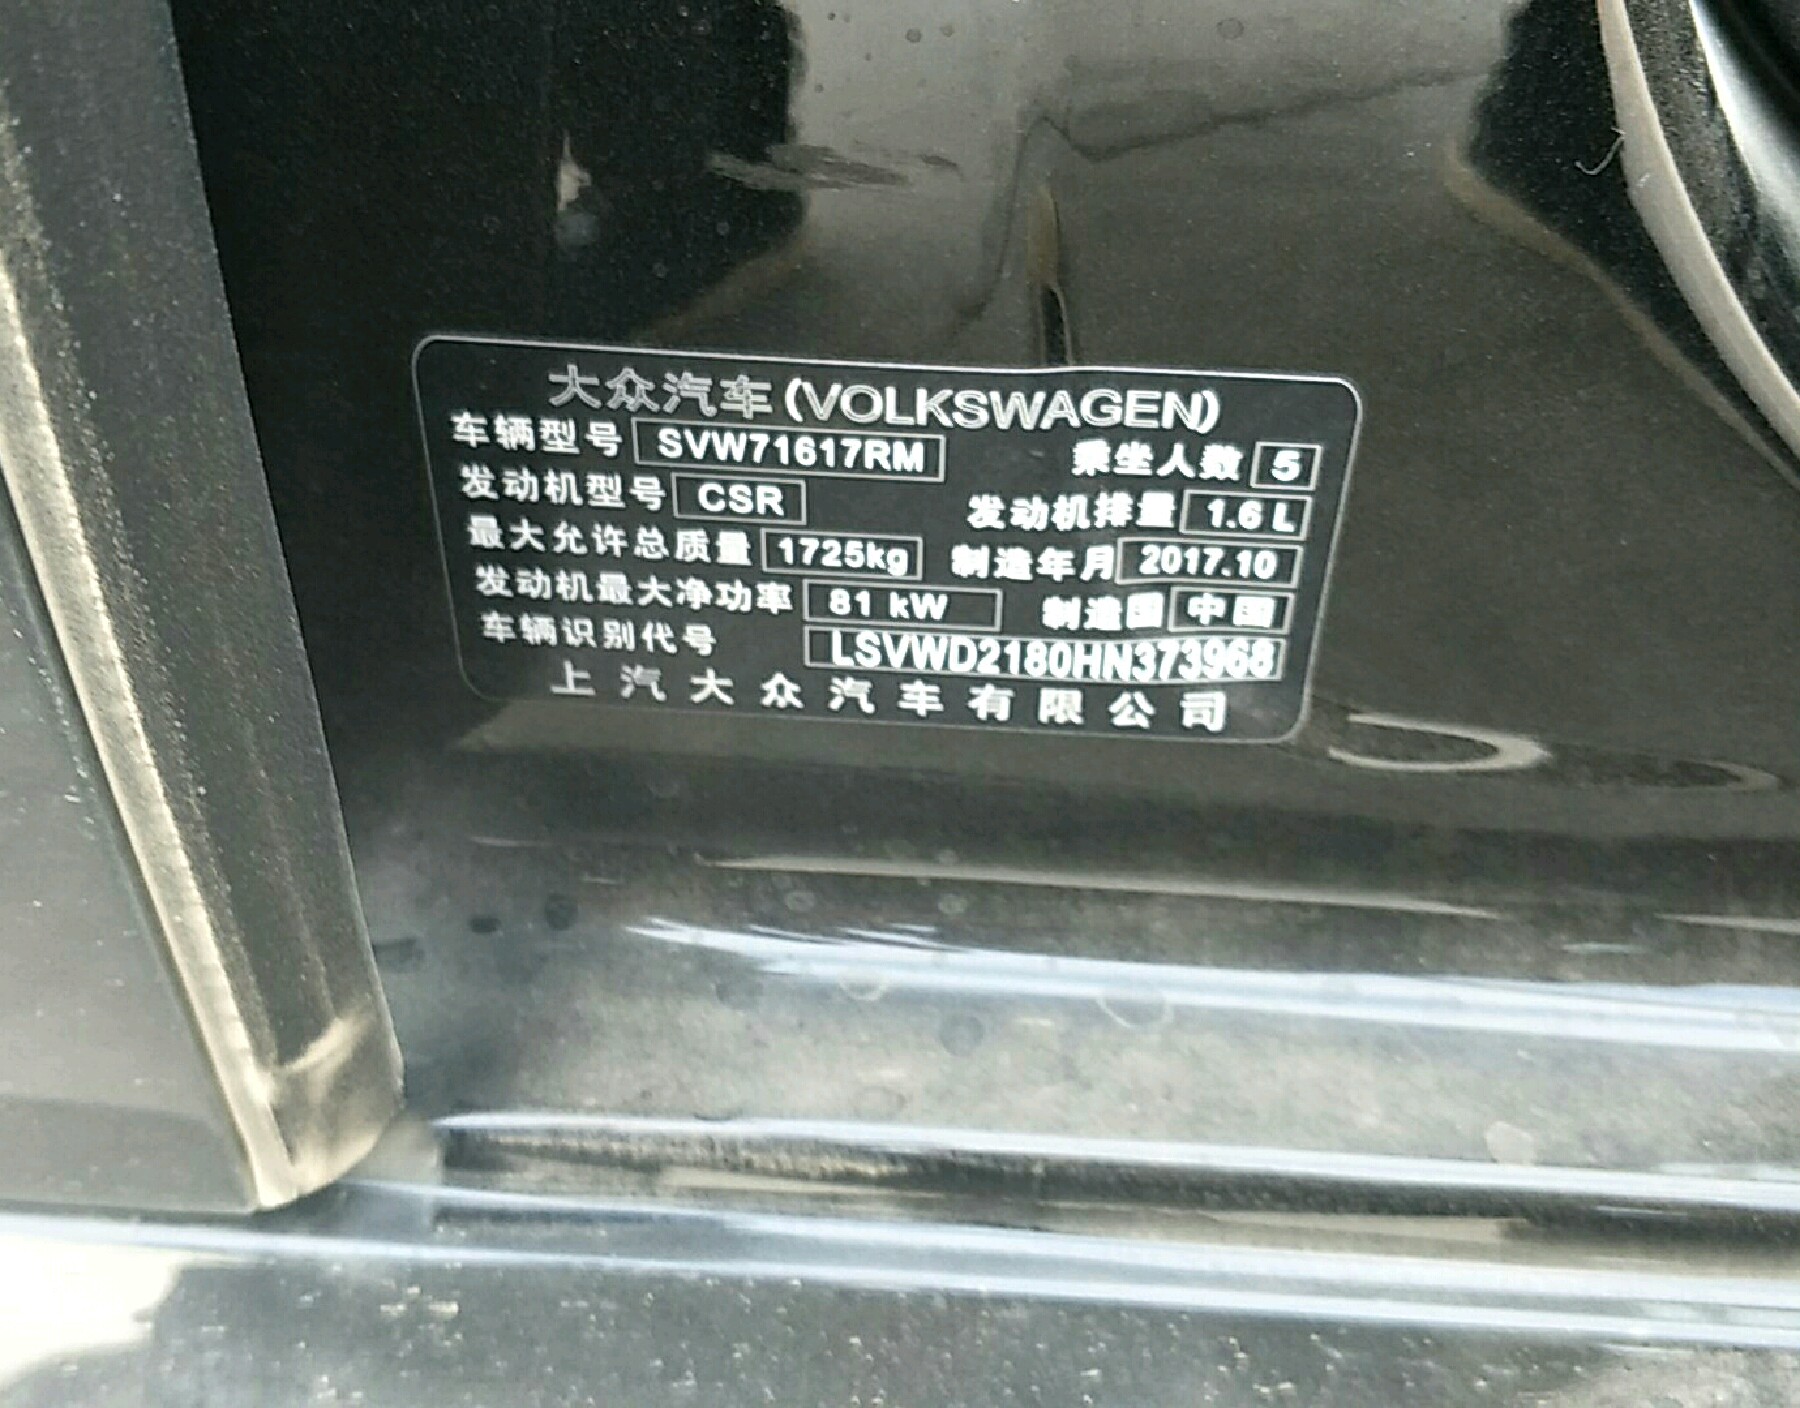 大众汽车(VOLKSWAGEN)
车辆型号 SVW71617RM 乘坐人数 5
发动机型号 CSR 发动机排量 1.6 L
最大允许总质量 1725kg 制造年月 2017.10
发动机最大净功率 81 kW 制造国 中国
车辆识别代号 LSVWD2180HN373968
上汽大众汽车有限公司